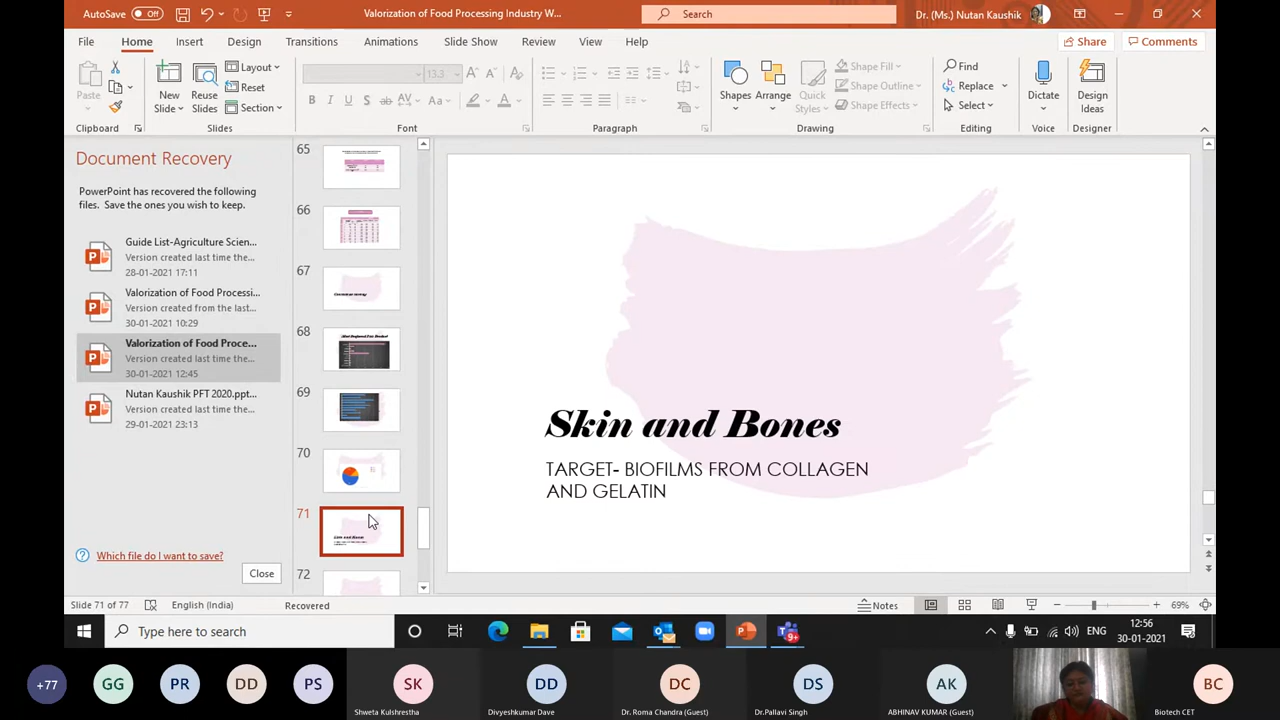 AutoSave Off
Valorization of Food Processing Industry W...
Search
Dr. (Ms.) Nutan Kaushik
File Home Insert Design Transitions Animations Slide Show Review View Help
Share Comments
Paste
New Slide
Reuse Slides
Layout
Reset
Section
13.3
B I U S ab AV Aa A
Shapes Arrange Quick Styles
Shape Fill
Shape Outline
Shape Effects
Find
Replace
Select
Dictate
Design Ideas
Clipboard Slides Font Paragraph Drawing Editing Voice Designer
Document Recovery
PowerPoint has recovered the following
files. Save the ones you wish to keep.
Guide List-Agriculture Scien...
Version created last time the...
28-01-2021 17:11
Valorization of Food Processi...
Version created from the last...
30-01-2021 10:29
Valorization of Food Proce...
Version created last time the...
30-01-2021 12:45
Nutan Kaushik PFT 2020.ppt...
Version created last time the...
29-01-2021 23:13
Which file do I want to save?
Close
65
66
67
68
69
70
71
72
Skin and Bones
TARGET- BIOFILMS FROM COLLAGEN
AND GELATIN
Slide 71 of 77 English (India) Recovered
Notes
69%
Type here to search
ENG
12:56
30-01-2021
+77 GG PR DD PS SK DD DC DS AK BC
Shweta Kulshrestha Divyeshkumar Dave Dr. Roma Chandra (Guest) Dr.Pallavi Singh ABHINAV KUMAR (Guest) Biotech CET